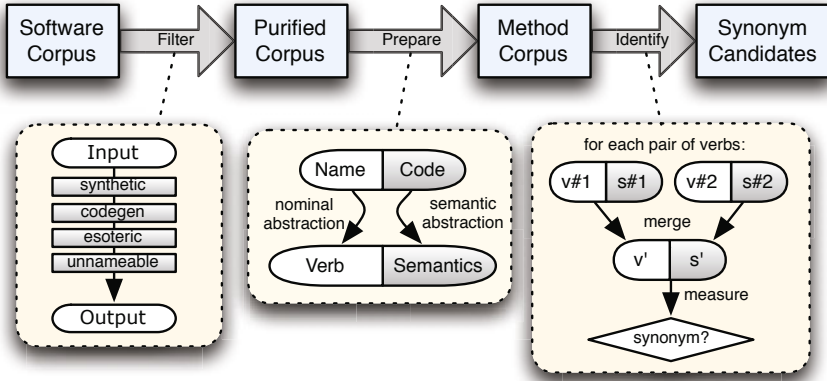 Software Corpus
Filter
Purified Corpus
Prepare
Method Corpus
Identify
Synonym Candidates
Input
synthetic
codegen
esoteric
unnameable
Output
Name Code
nominal abstraction
semantic abstraction
Verb Semantics
for each pair of verbs:
v#1 s#1 v#2 s#2
merge
v' s'
measure
synonym?